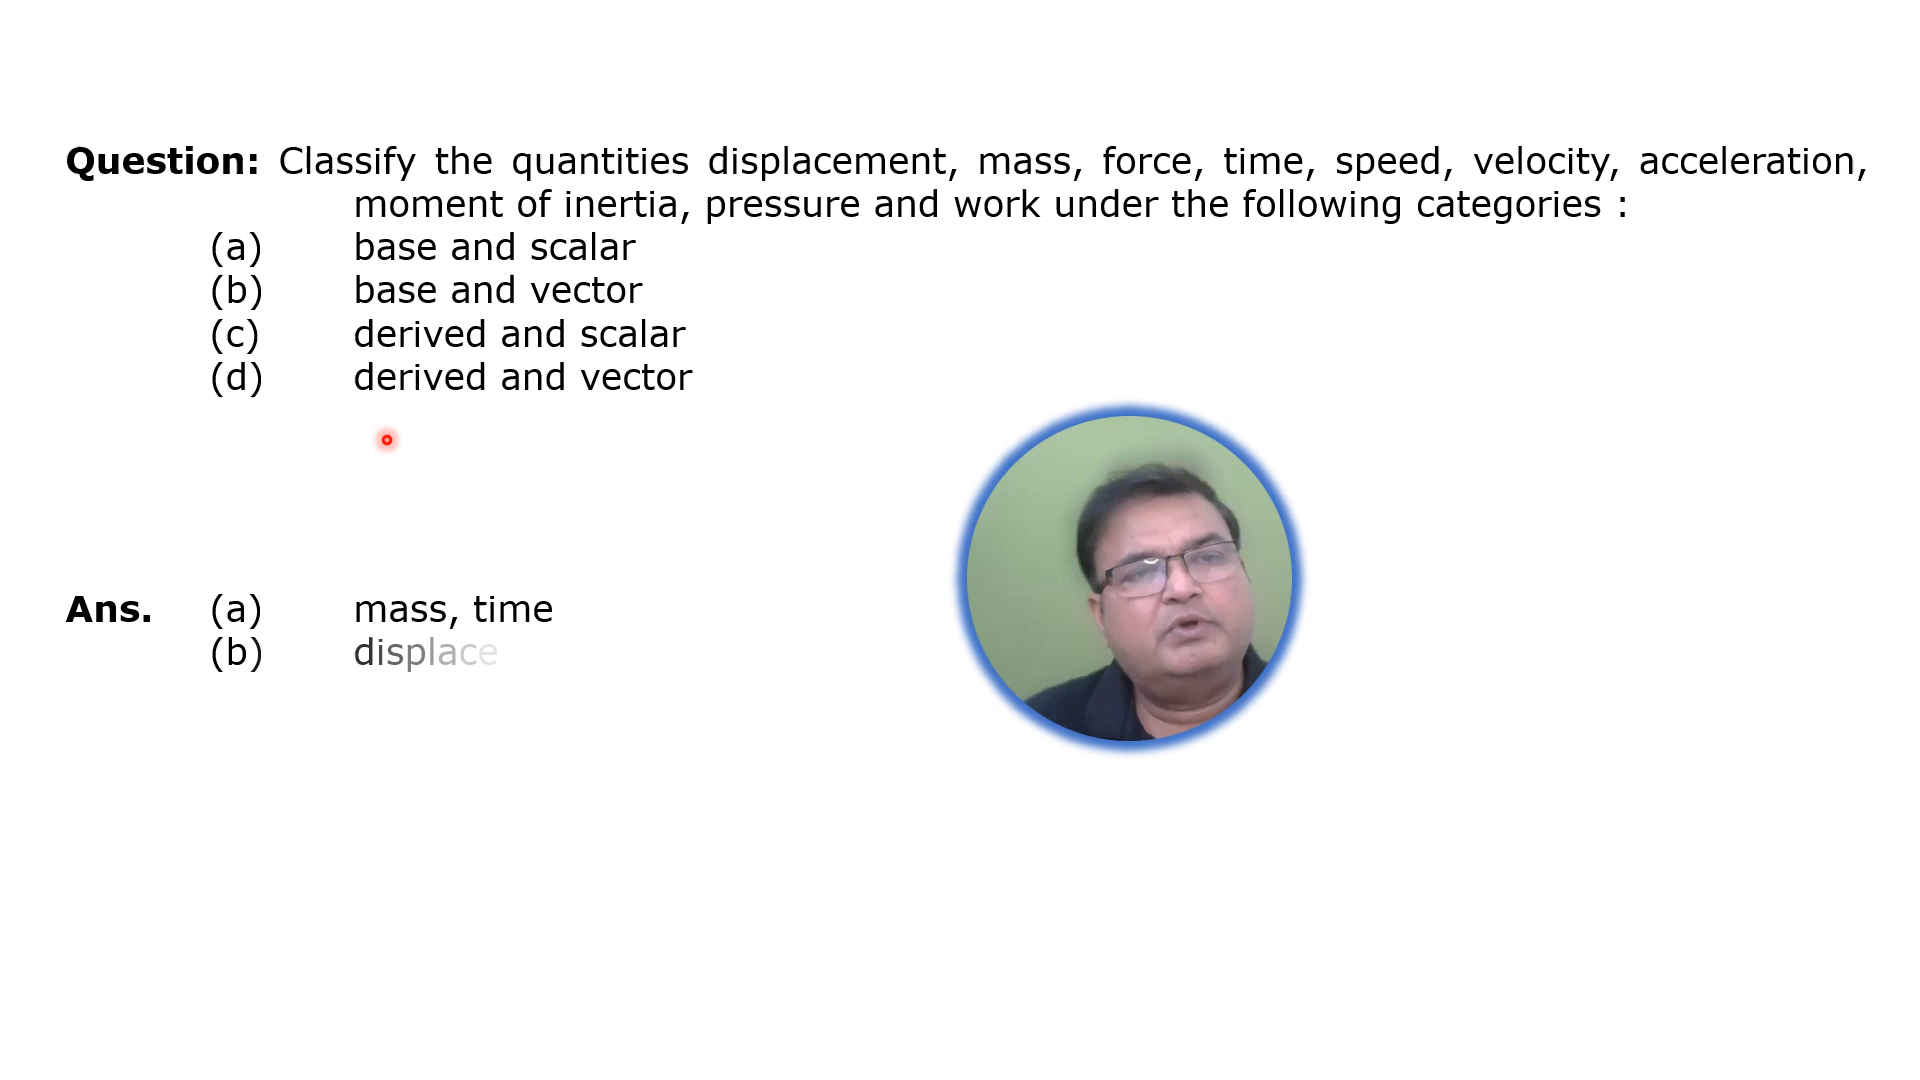 Question: Classify the quantities displacement, mass, force, time, speed, velocity, acceleration,
moment of inertia, pressure and work under the following categories :
(a) base and scalar
(b) base and vector
(c) derived and scalar
(d) derived and vector
Ans. (a) mass, time
(b) displace